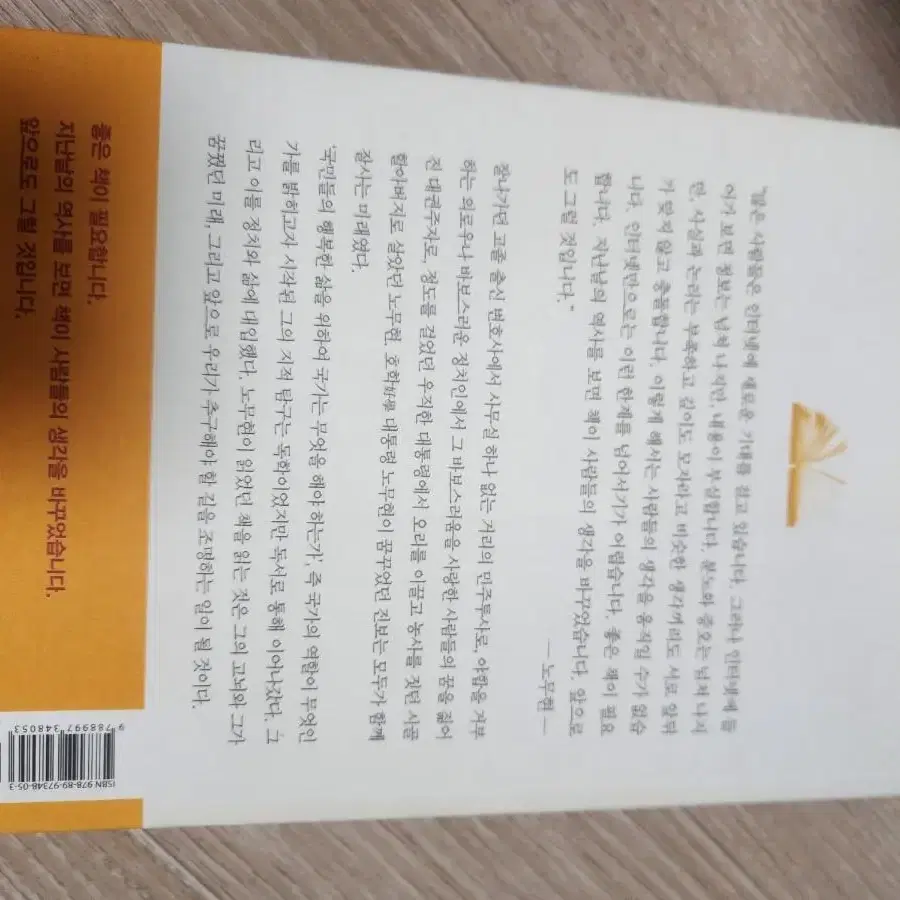 "젊은 사람들은 인터넷에 새로운 기대를 걸고 있습니다. 그러나 인터넷에 들
어가 보면 정보는 넘쳐 나지만, 내용이 부실합니다. 분노와 증오는 넘쳐 나지
만, 사상과 논리는 부족하고 깊이도 모자라고 비슷한 생각끼리도 서로 앞뒤
가 맞지 않고 충돌합니다. 이렇게 해서는 사람들의 생각을 움직일 수가 없습
니다. 인터넷만으로는 이런 한계를 넘어서기가 어렵습니다. 좋은 책이 필요
합니다. 지난날의 역사를 보면 책이 사람들의 생각을 바꾸었습니다. 앞으로
도 그럴 것입니다."
—노무현—
잘나가던 고졸 출신 변호사에서 사무실 하나 없는 거리의 민주투사로, 야합을 거부
하는 의로우나 바보스러운 정치인에서 그 바보스러움을 사랑한 사람들의 꿈을 짊어
진 대권주자로, 정도를 걸었던 우직한 대통령에서 오리를 이끌고 농사를 짓던 시골
할아버지로 살았던 노무현. 호학好學 대통령 노무현이 꿈꾸었던 진보는 모두가 함께
잘사는 미래였다.
'국민들의 행복한 삶을 위하여 국가는 무엇을 해야 하는가', 즉 국가의 역할이 무엇인
가를 밝히고자 시작된 그의 지적 탐구는 독학이었지만 독서로 통해 이어나갔다. 그
리고 이를 정치와 삶에 대입했다. 노무현이 읽었던 책을 읽는 것은 그의 고뇌와 그가
꿈꿨던 미래, 그리고 앞으로 우리가 추구해야 할 길을 조명하는 일이 될 것이다.
좋은 책이 필요합니다.
지난날의 역사를 보면 책이 사람들의 생각을 바꾸었습니다.
앞으로도 그럴 것입니다.
9 788997 348053
ISBN 978-89-97348-05-3